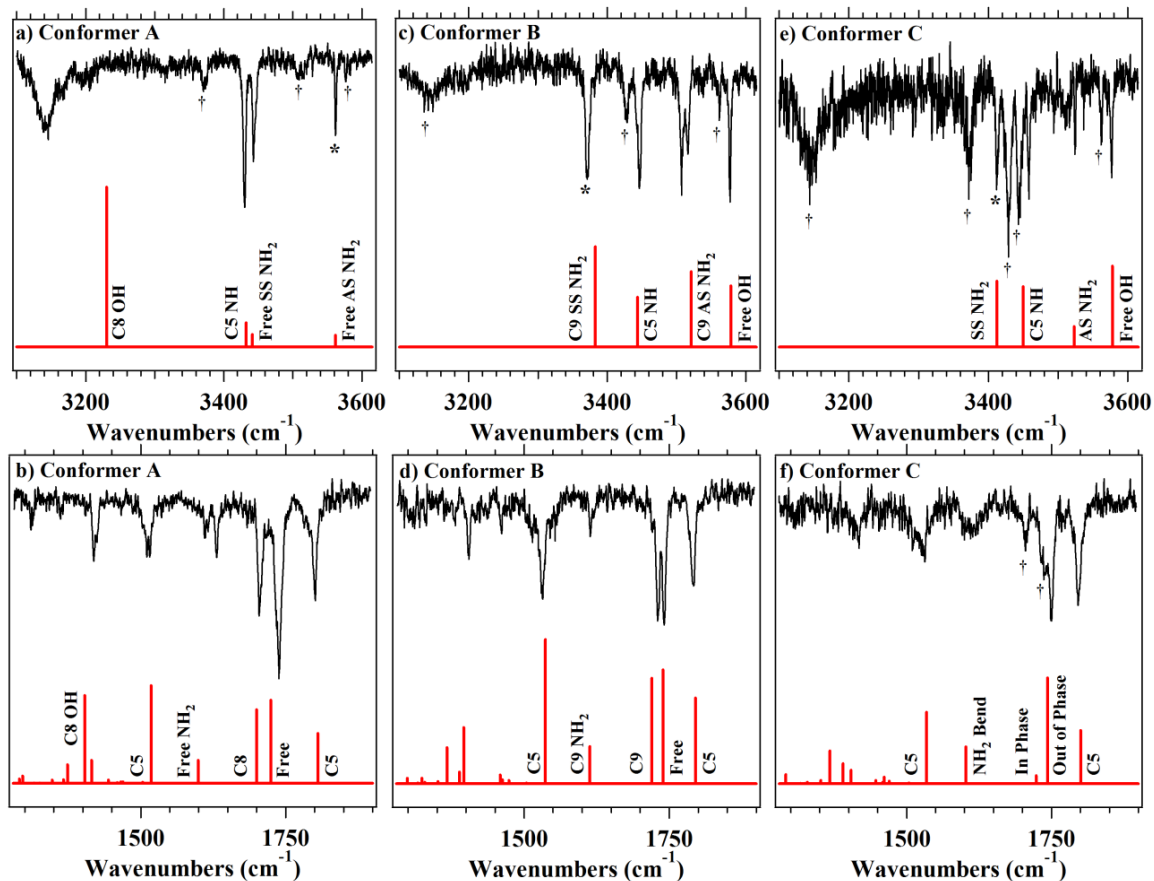 a) Conformer A
†
†
†
*
C8 OH
C5 NH
Free SS NH2
Free AS NH2
3200
3400
3600
Wavenumbers (cm-1)
c) Conformer B
†
†
†
*
C9 SS NH2
C5 NH
C9 AS NH2
Free OH
3200
3400
3600
Wavenumbers (cm-1)
e) Conformer C
†
†
*
†
†
†
SS NH2
C5 NH
AS NH2
Free OH
3200
3400
3600
Wavenumbers (cm-1)
b) Conformer A
C8 OH
C5
Free NH2
C8
Free
C5
1500
1750
Wavenumbers (cm-1)
d) Conformer B
C5
C9 NH2
C9
Free
C5
1500
1750
Wavenumbers (cm-1)
f) Conformer C
†
†
C5
NH2 Bend
In Phase
Out of Phase
C5
1500
1750
Wavenumbers (cm-1)